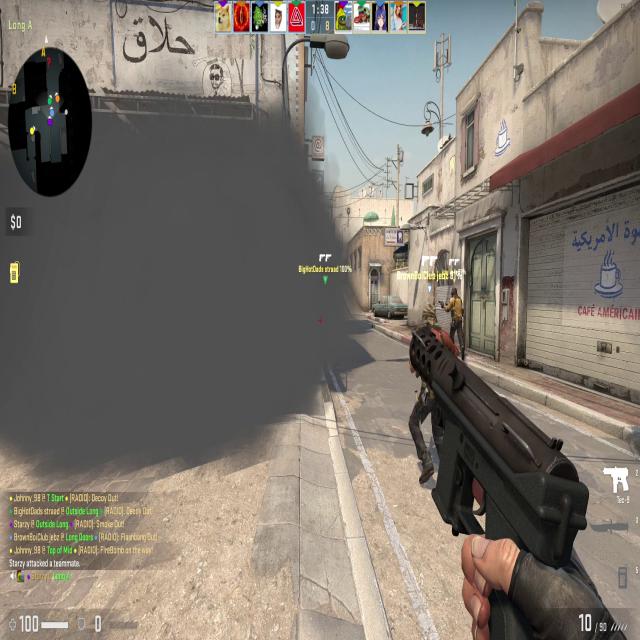 Long A
1:38
حلاق
$0
BigHotDads straad 100%
قهوة الأمريكية
CAFÉ AMÉRICAIN
Tec-9
Johnny_98 @ T Start [RADIO]: Decoy Out!
BigHotDads straad @ Outside Long [RADIO]: Decoy Out!
Starzy @ Outside Long [RADIO]: Smoke Out!
BrownBoiClub jebz @ Long Doors [RADIO]: Flashbang Out!
Johnny_98 @ Top of Mid [RADIO]: FireBomb on the way!
Starzy attacked a teammate.
100
0
10 / 90